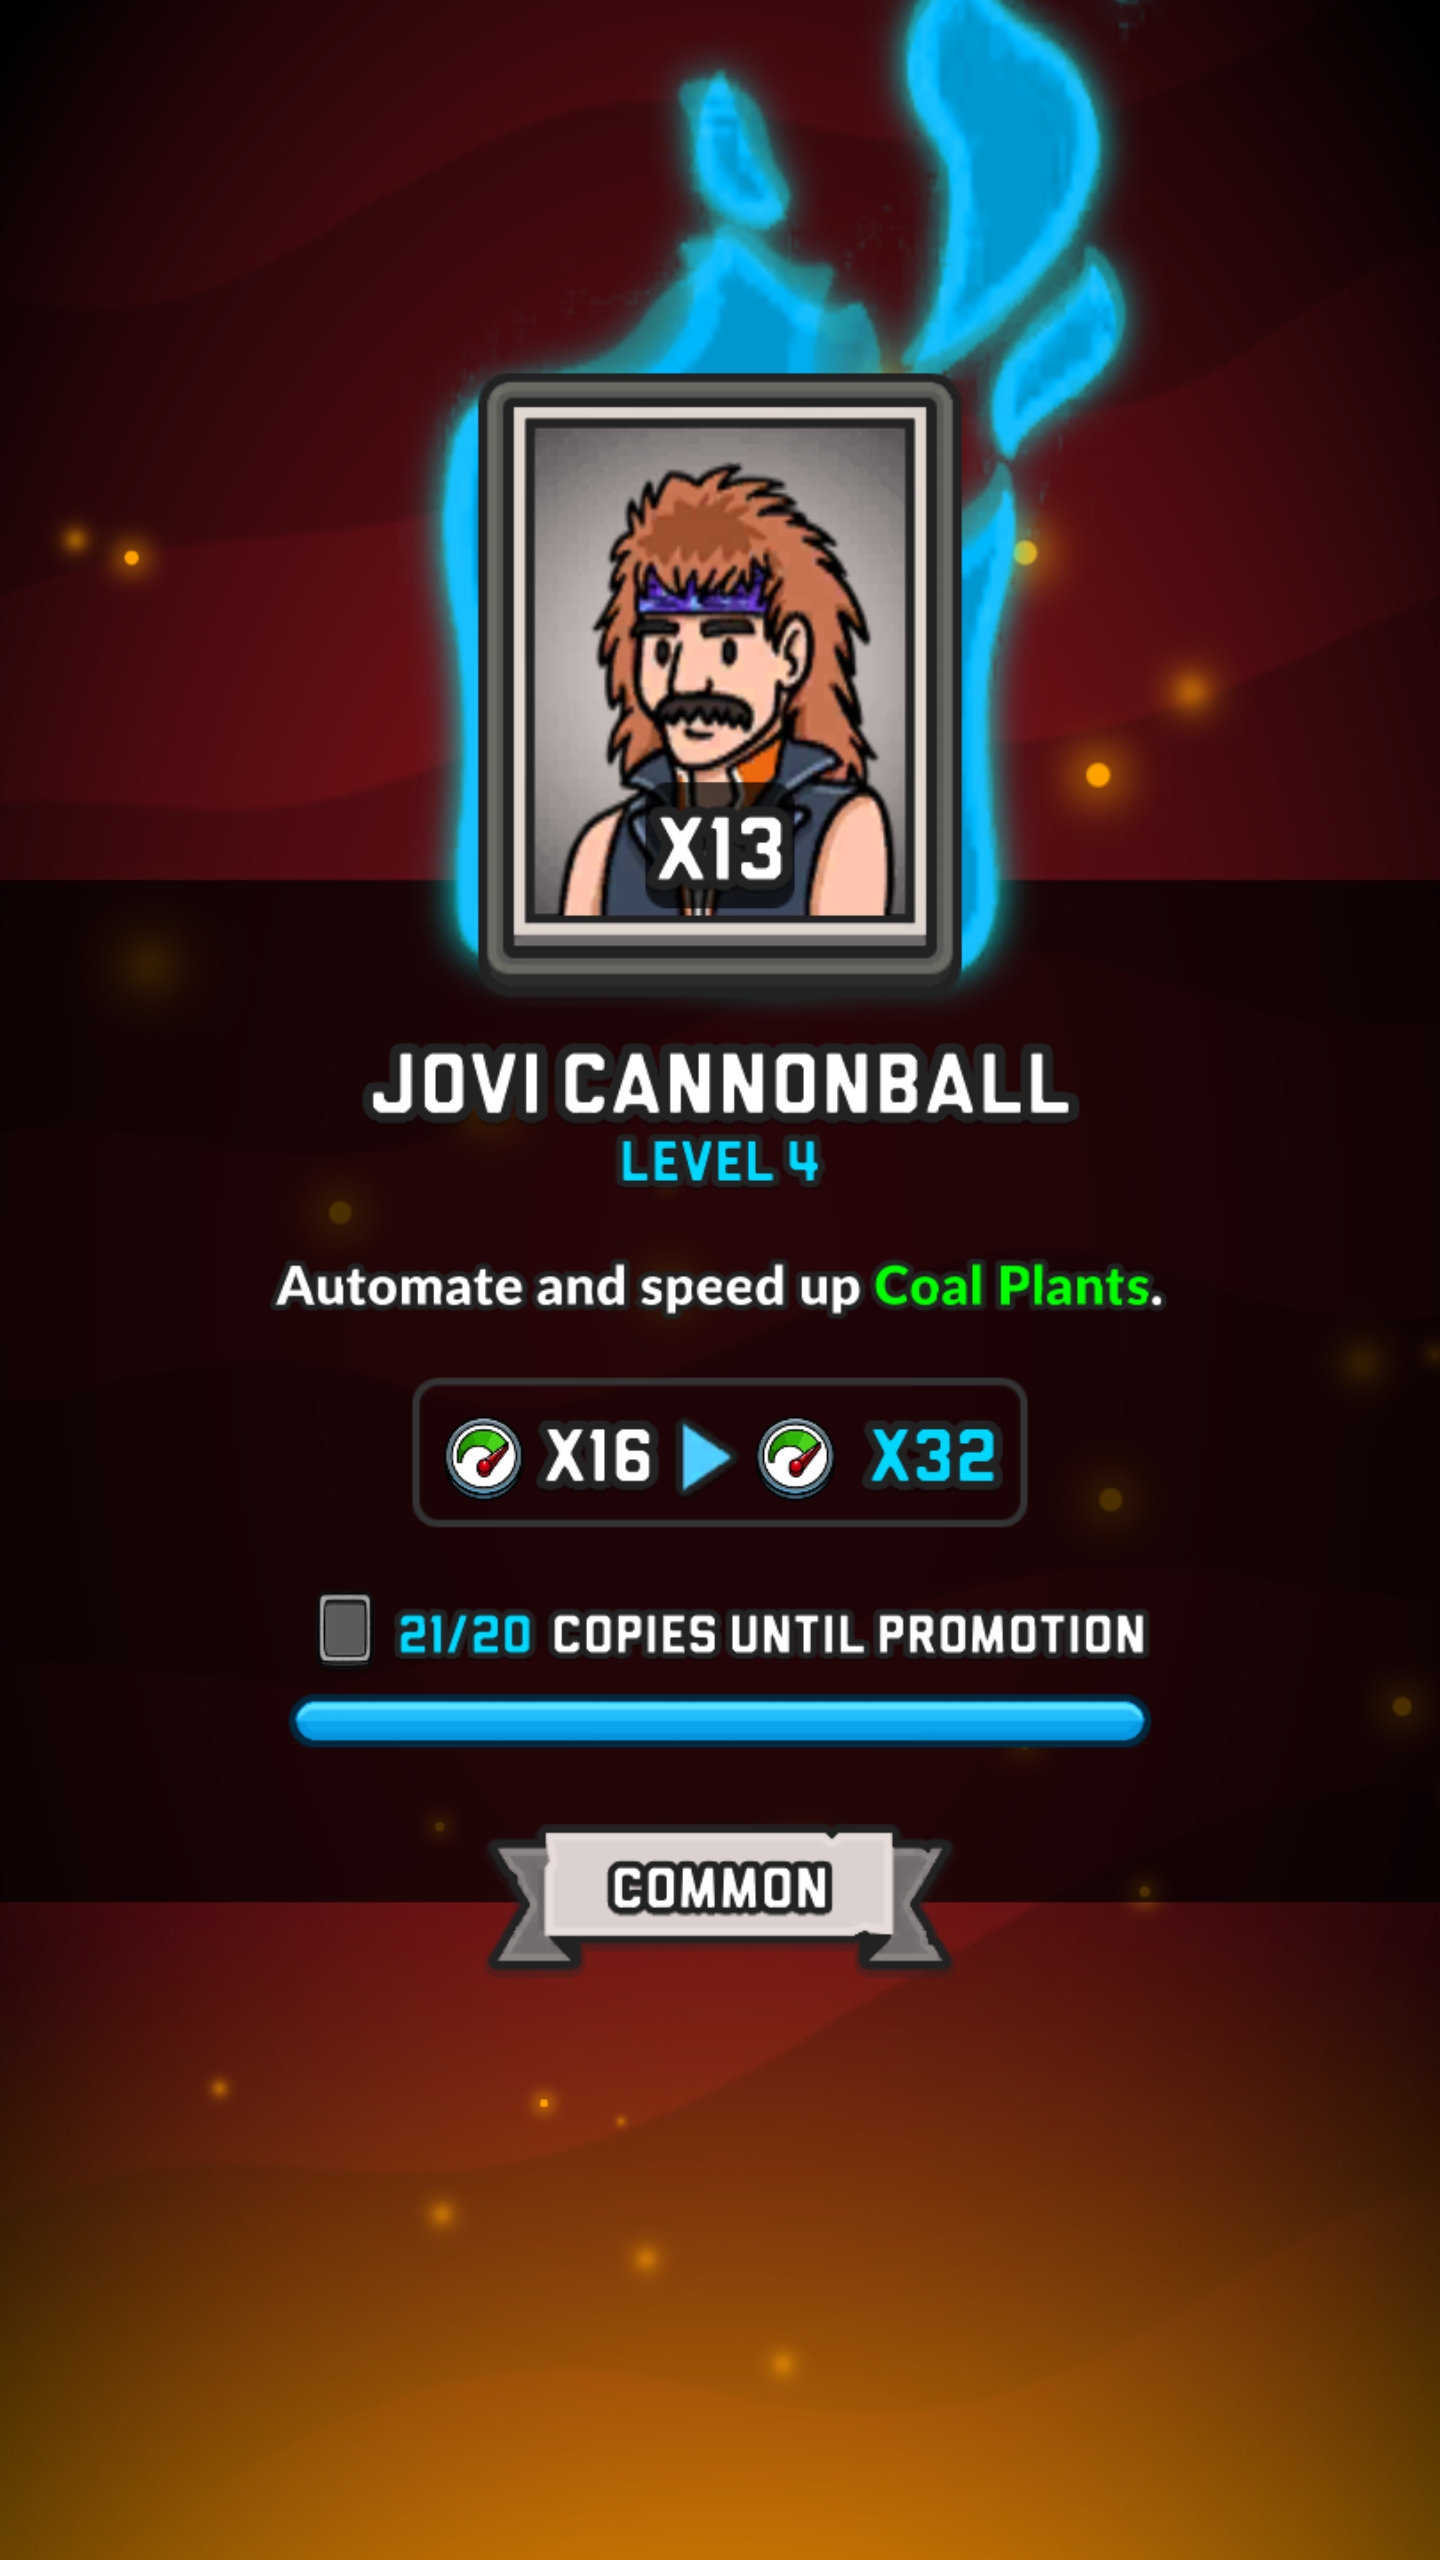 X13
JOVI CANNONBALL
LEVEL 4
Automate and speed up Coal Plants.
X16 X32
21/20 COPIES UNTIL PROMOTION
COMMON